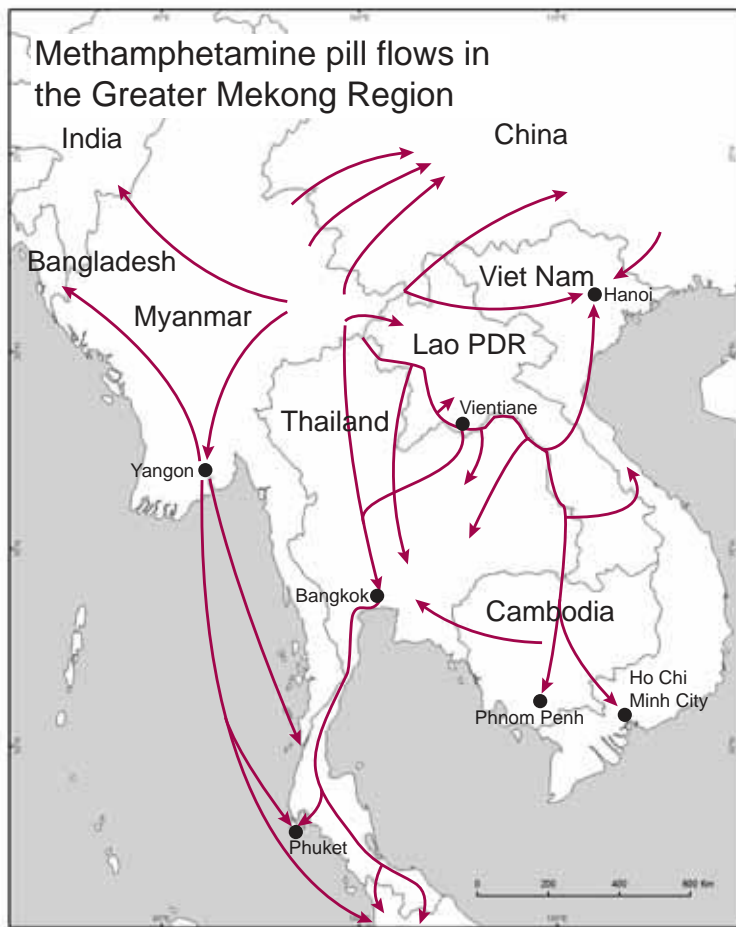 Methamphetamine pill flows in
the Greater Mekong Region
India
China
Bangladesh
Viet Nam
Hanoi
Myanmar
Lao PDR
Thailand
Vientiane
Yangon
Bangkok
Cambodia
Ho Chi
Minh City
Phnom Penh
Phuket
0 200 400 600 Km